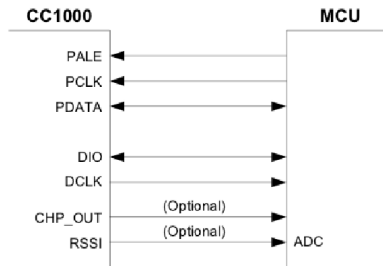 CC1000 MCU
PALE
PCLK
PDATA
DIO
DCLK
CHP_OUT (Optional)
RSSI (Optional) ADC